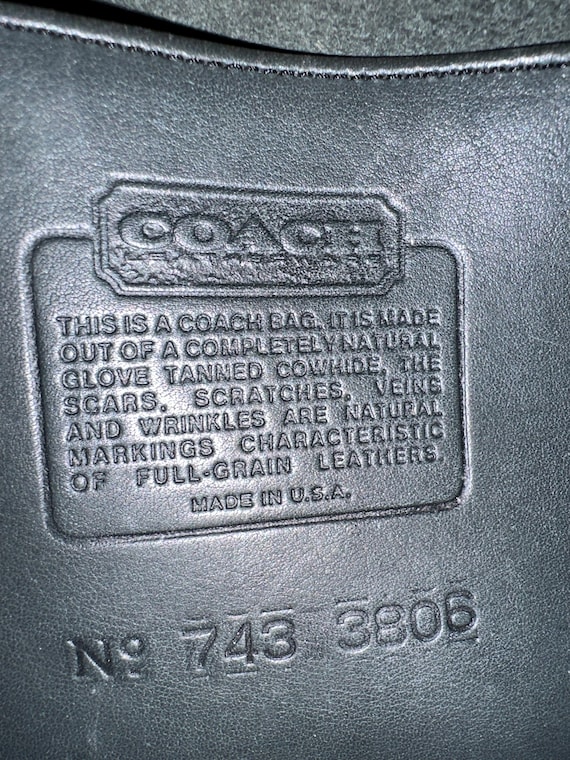 COACH
LEATHERWARE
THIS IS A COACH BAG. IT IS MADE
OUT OF A COMPLETELY NATURAL
GLOVE TANNED COWHIDE, THE
SCARS, SCRATCHES, VEINS
AND WRINKLES ARE NATURAL
MARKINGS CHARACTERISTIC
OF FULL-GRAIN LEATHERS.
MADE IN U.S.A.
Nº 743 3806